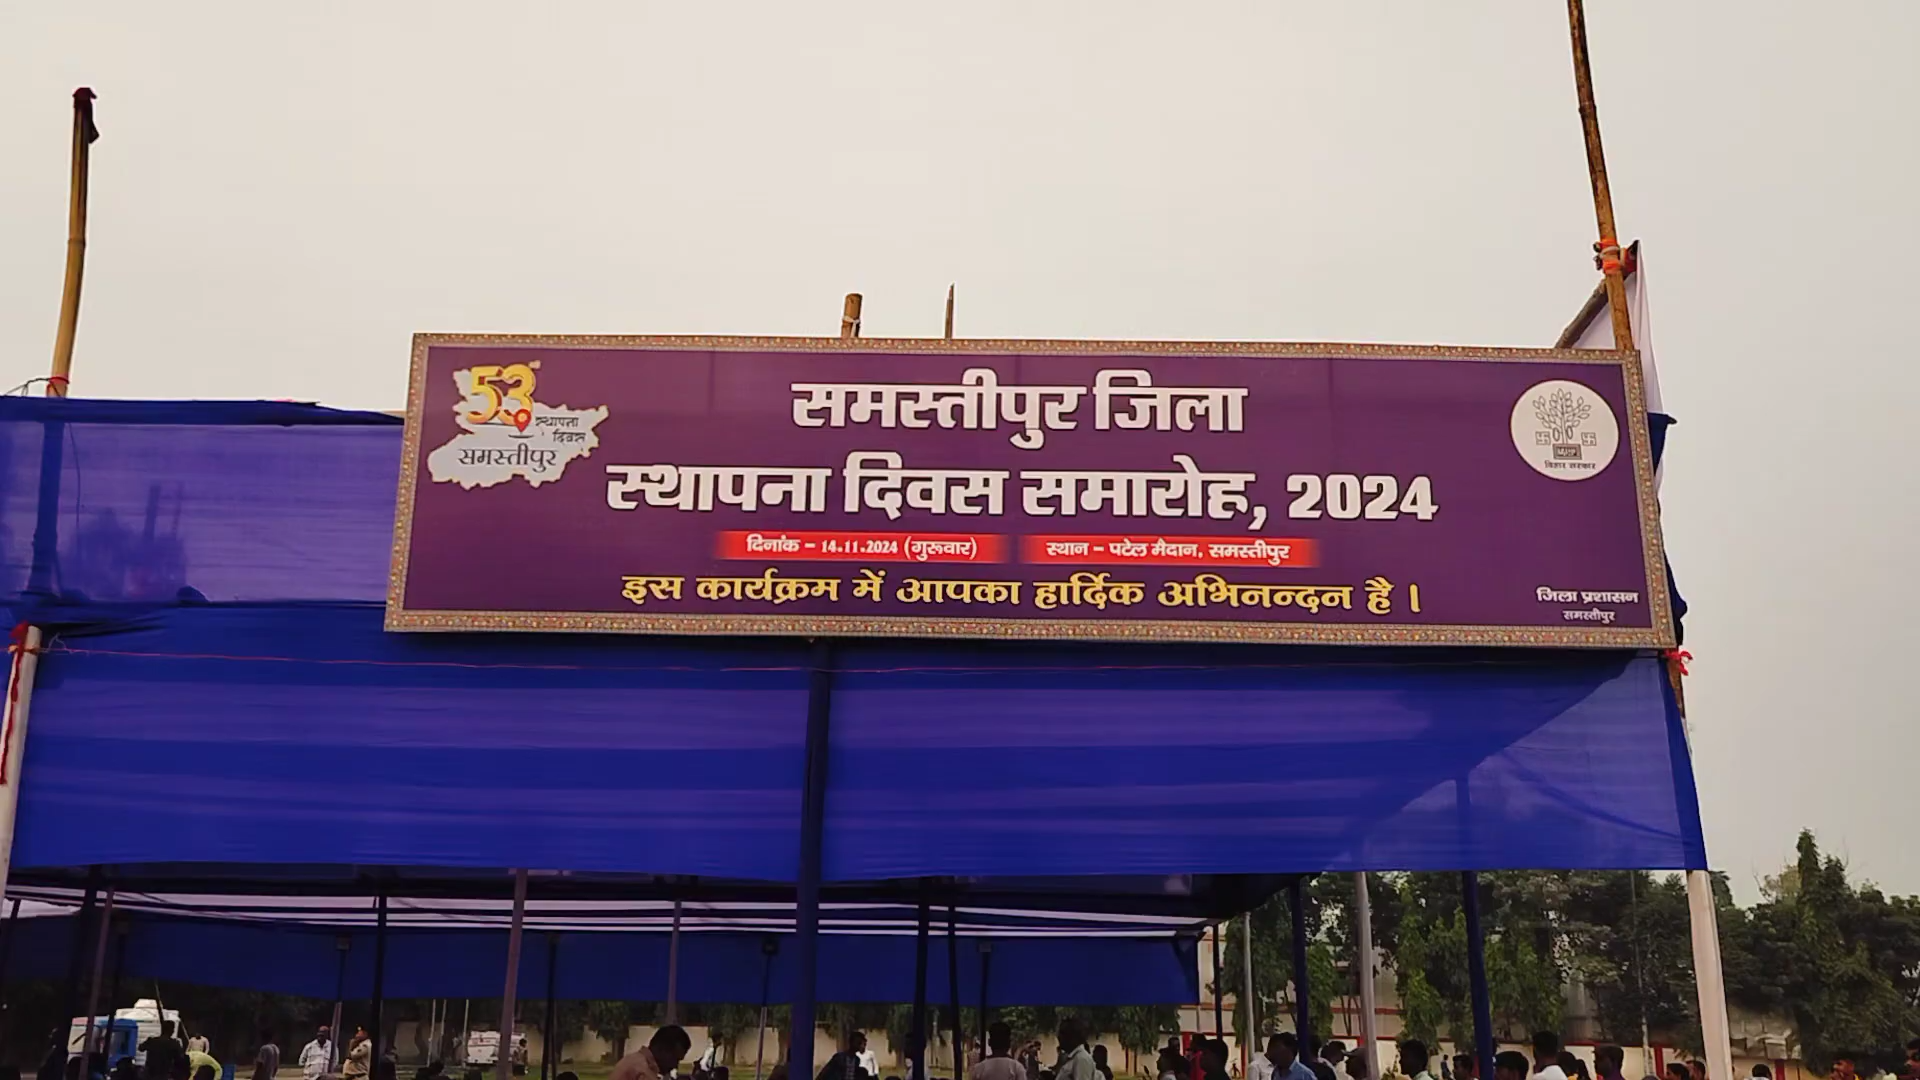 53
स्थापना
दिवस
समस्तीपुर
समस्तीपुर जिला
स्थापना दिवस समारोह, 2024
दिनांक - 14.11.2024 (गुरूवार)
स्थान - पटेल मैदान, समस्तीपुर
इस कार्यक्रम में आपका हार्दिक अभिनन्दन है ।
बिहार सरकार
जिला प्रशासन
समस्तीपुर